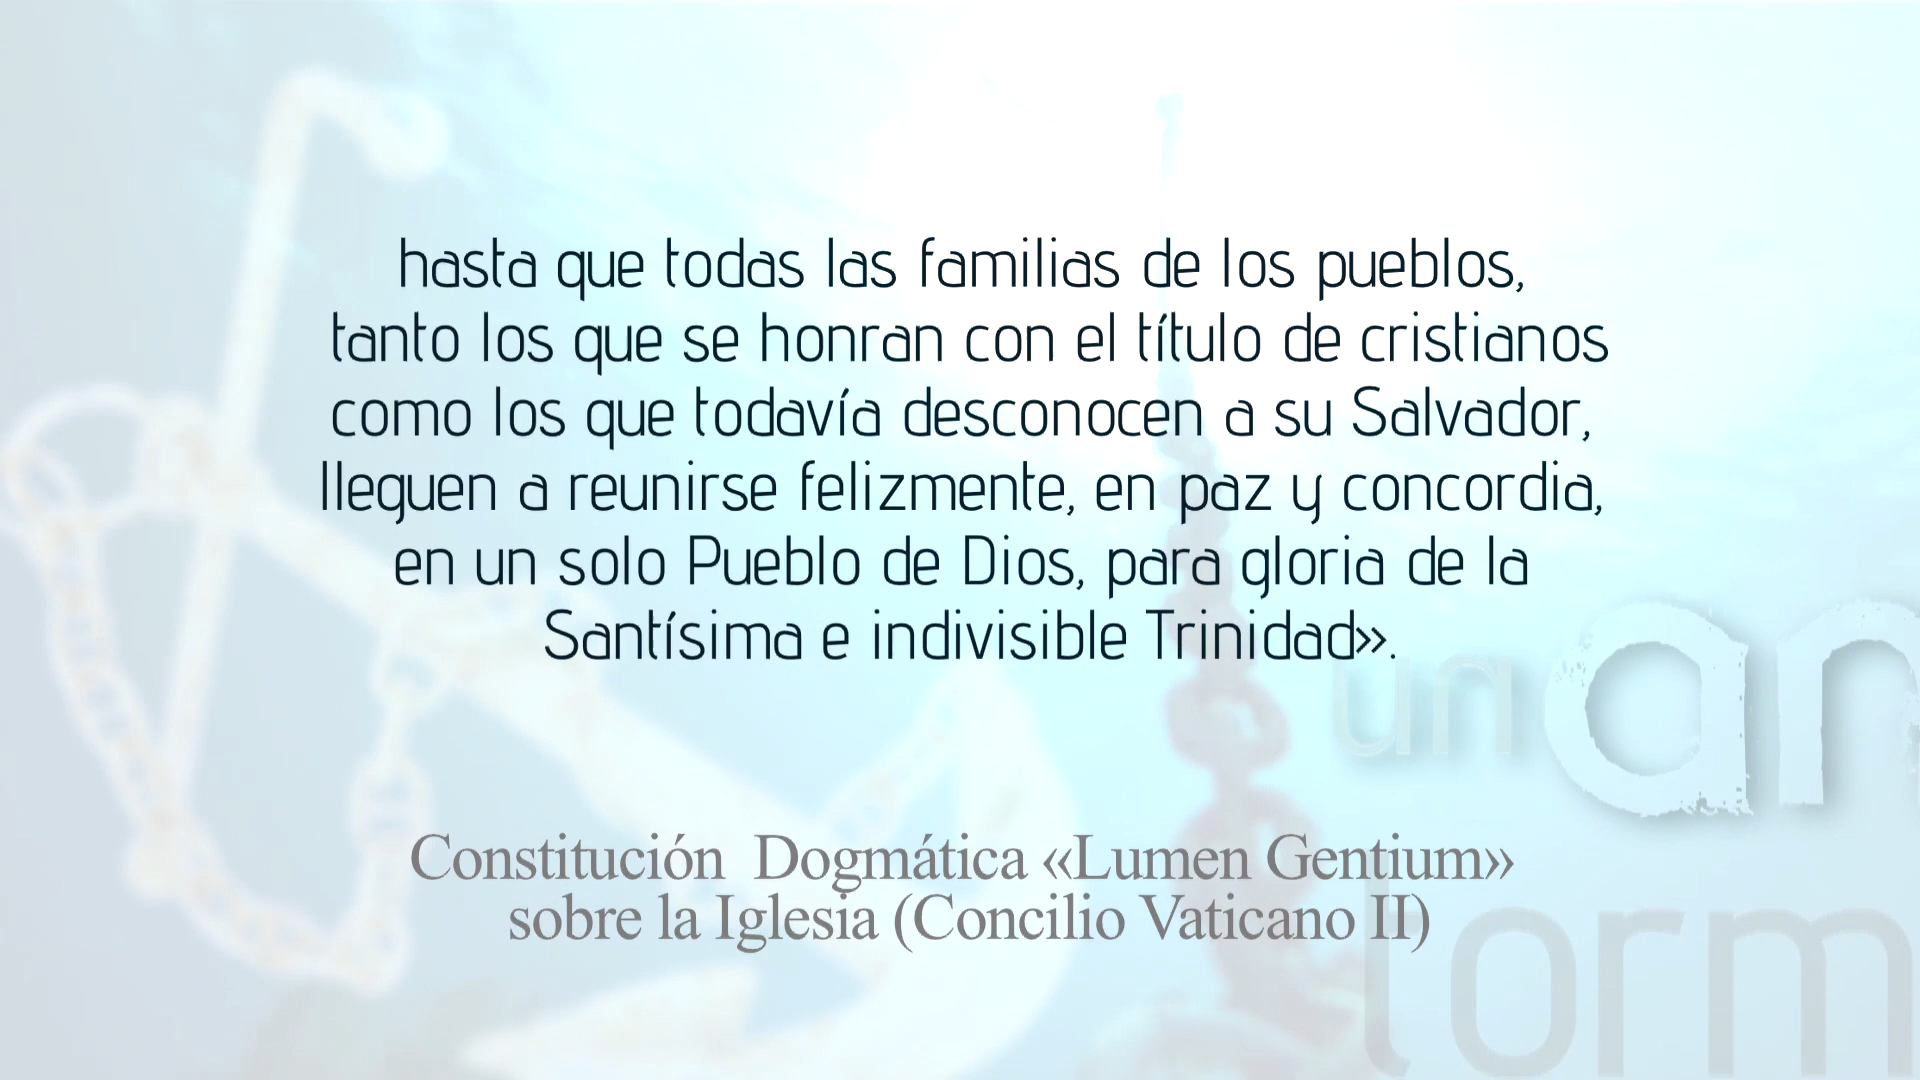 hasta que todas las familias de los pueblos,
tanto los que se honran con el título de cristianos
como los que todavía desconocen a su Salvador,
lleguen a reunirse felizmente, en paz y concordia,
en un solo Pueblo de Dios, para gloria de la
Santísima e indivisible Trinidad».
un
Constitución Dogmática «Lumen Gentium»
sobre la Iglesia (Concilio Vaticano II)